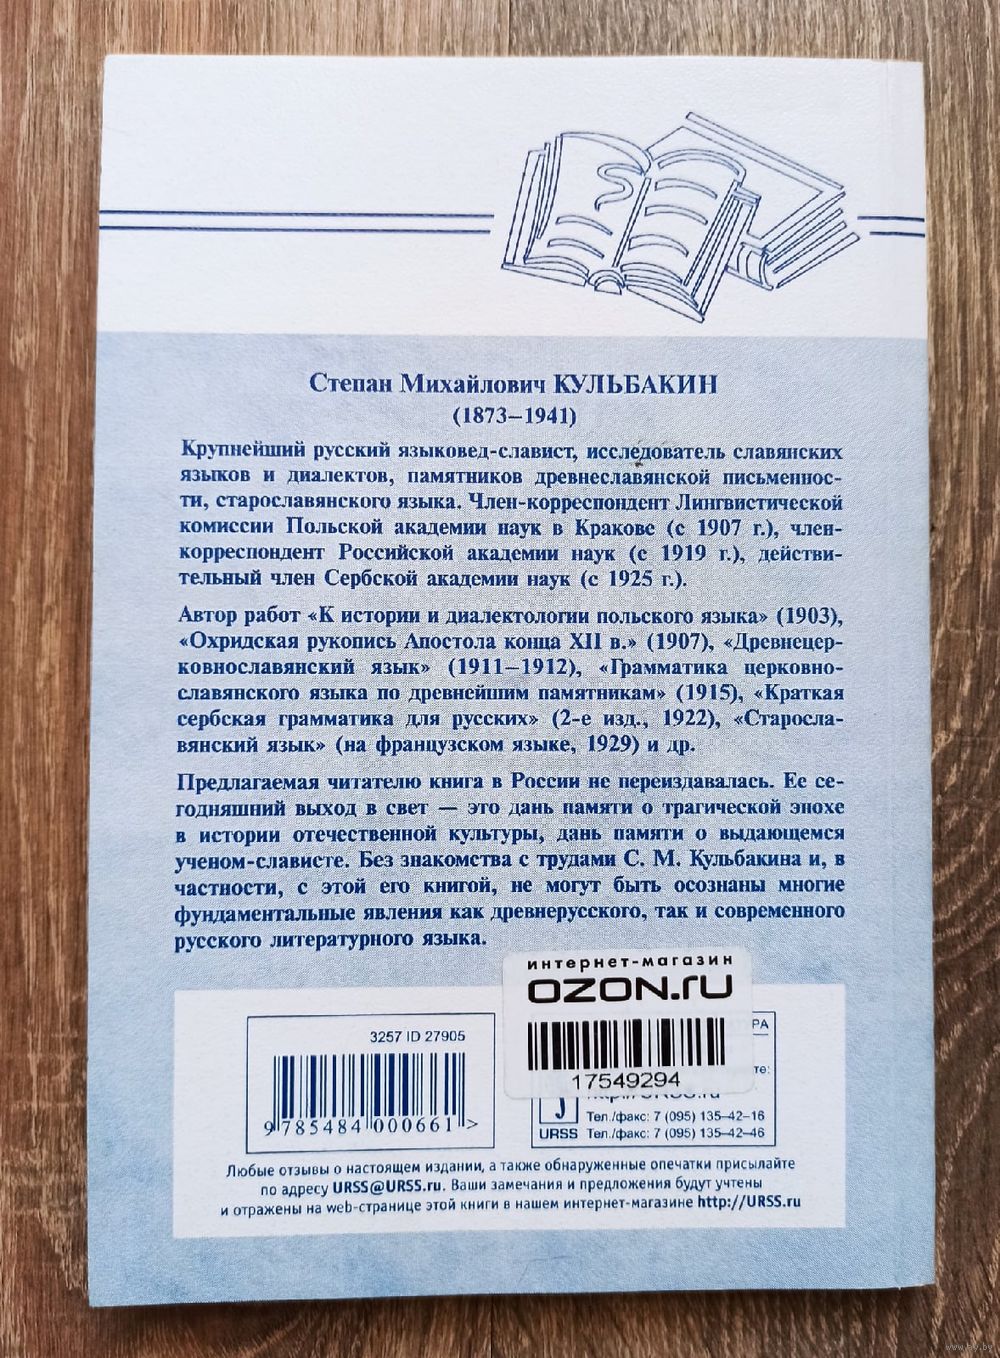 Степан Михайлович КУЛЬБАКИН
(1873–1941)
Крупнейший русский языковед-славист, исследователь славянских
языков и диалектов, памятников древнеславянской письменнос-
ти, старославянского языка. Член-корреспондент Лингвистической
комиссии Польской академии наук в Кракове (с 1907 г.), член-
корреспондент Российской академии наук (с 1919 г.), действи-
тельный член Сербской академии наук (с 1925 г.).
Автор работ «К истории и диалектологии польского языка» (1903),
«Охридская рукопись Апостола конца XII в.» (1907), «Древнецер-
ковнославянский язык» (1911–1912), «Грамматика церковно-
славянского языка по древнейшим памятникам» (1915), «Краткая
сербская грамматика для русских» (2-е изд., 1922), «Старосла-
вянский язык» (на французском языке, 1929) и др.
Предлагаемая читателю книга в России не переиздавалась. Ее се-
годняшний выход в свет — это дань памяти о трагической эпохе
в истории отечественной культуры, дань памяти о выдающемся
ученом-слависте. Без знакомства с трудами С. М. Кульбакина и, в
частности, с этой его книгой, не могут быть осознаны многие
фундаментальные явления как древнерусского, так и современного
русского литературного языка.
интернет-магазин
OZON.ru
17549294
3257 ID 27905
9 785484 000661 >
URSS
Тел./факс: 7 (095) 135–42–16
Тел./факс: 7 (095) 135–42–46
Любые отзывы о настоящем издании, а также обнаруженные опечатки присылайте
по адресу URSS@URSS.ru. Ваши замечания и предложения будут учтены
и отражены на web-странице этой книги в нашем интернет-магазине http://URSS.ru
www.ay.by